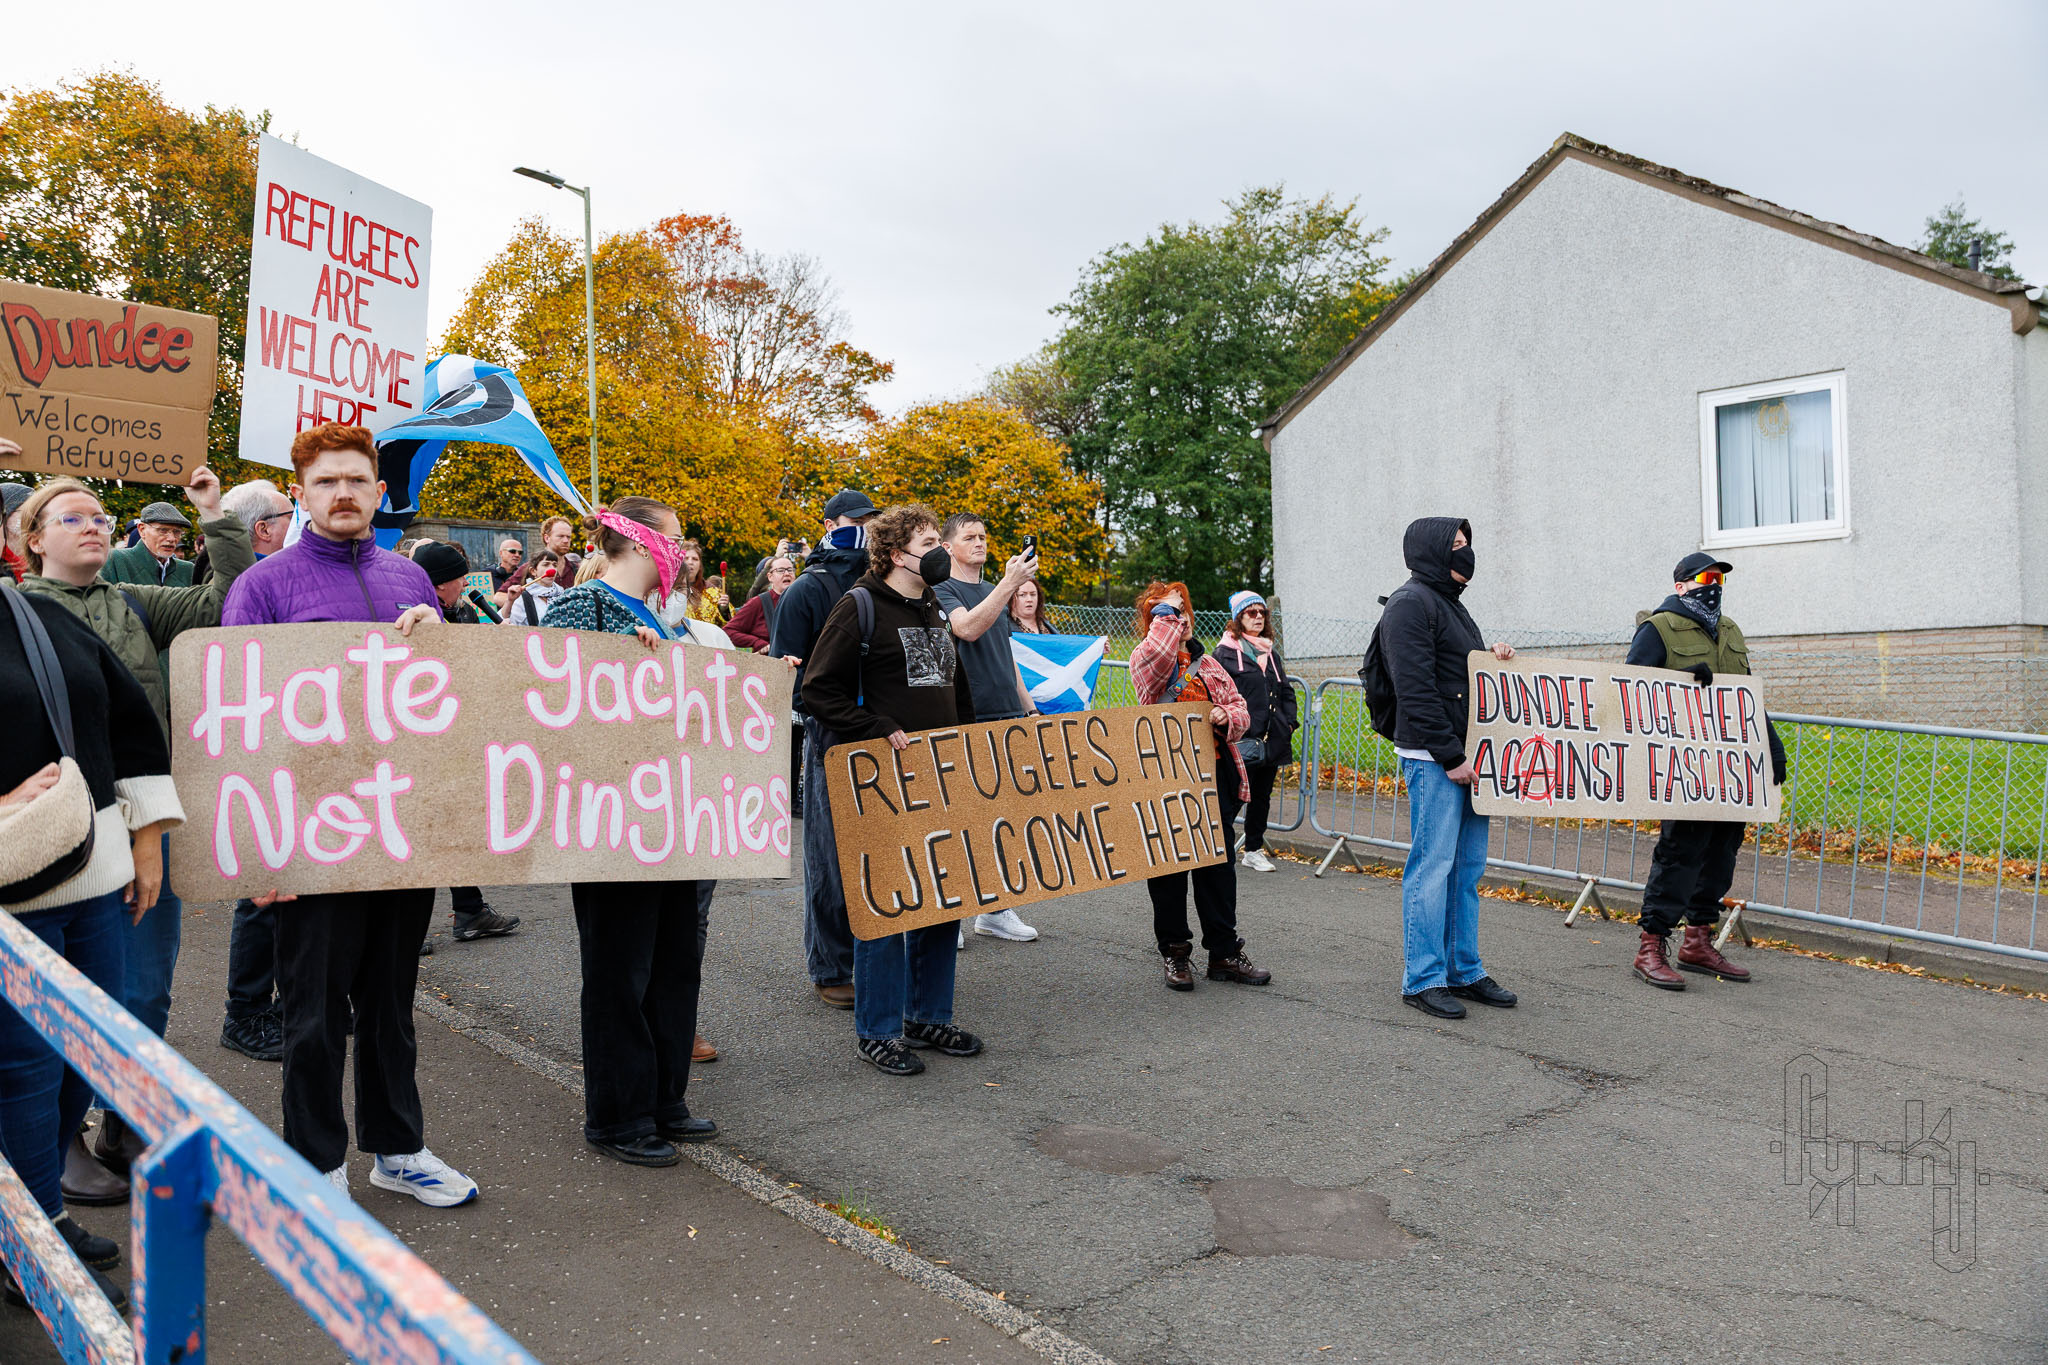 Dundee
Welcomes
Refugees
REFUGEES
ARE
WELCOME
HERE
Hate Yachts
Not Dinghies
REFUGEES ARE
WELCOME HERE
DUNDEE TOGETHER
AGAINST FASCISM